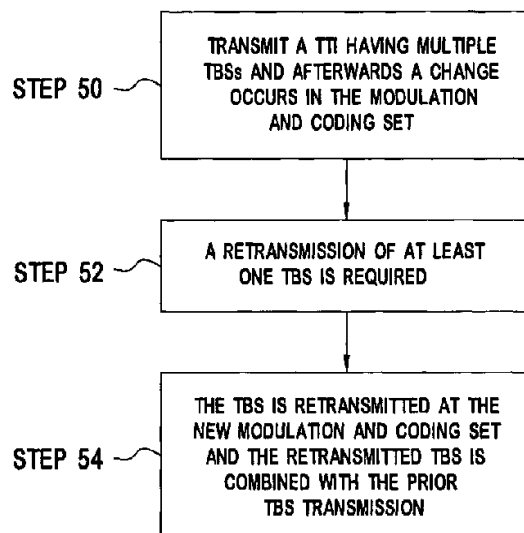 STEP 50
TRANSMIT A TTI HAVING MULTIPLE
TBSs AND AFTERWARDS A CHANGE
OCCURS IN THE MODULATION
AND CODING SET
STEP 52
A RETRANSMISSION OF AT LEAST
ONE TBS IS REQUIRED
STEP 54
THE TBS IS RETRANSMITTED AT THE
NEW MODULATION AND CODING SET
AND THE RETRANSMITTED TBS IS
COMBINED WITH THE PRIOR
TBS TRANSMISSION